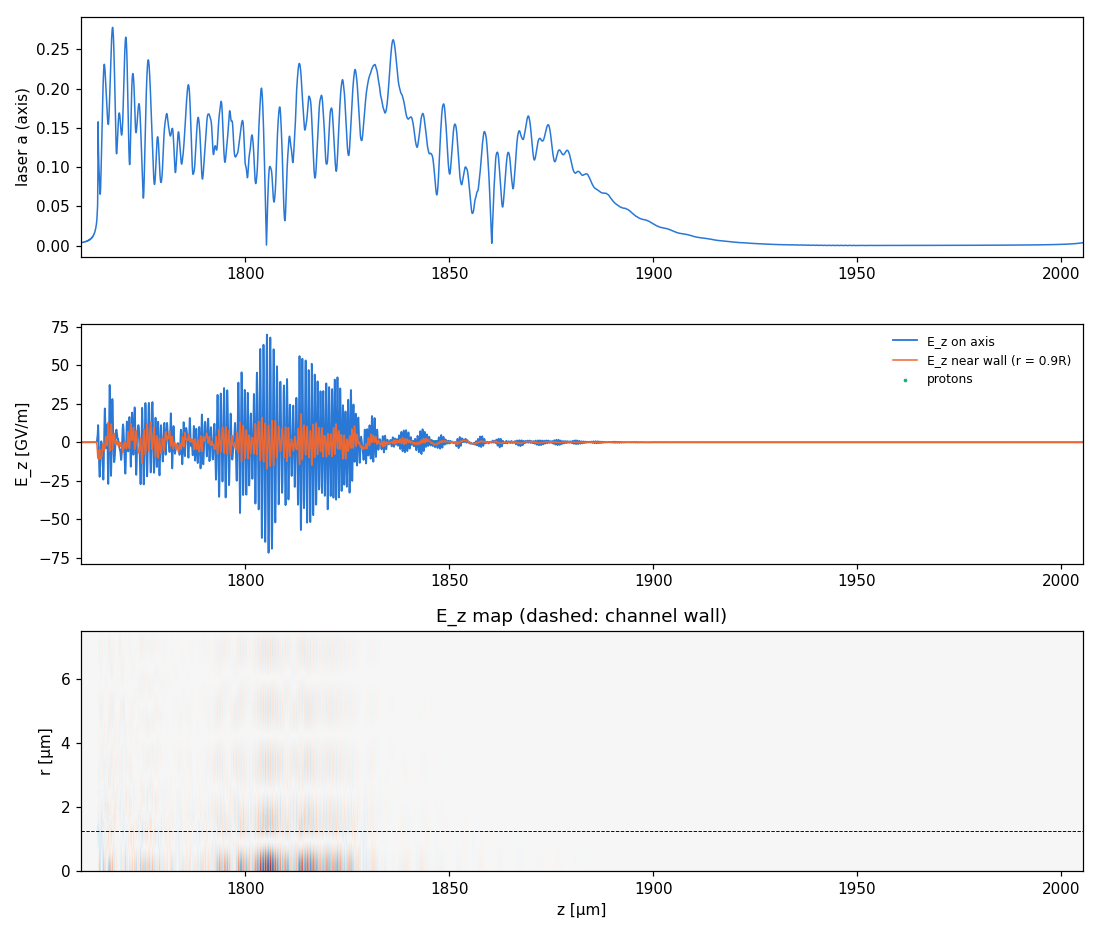 laser a (axis)
0.25
0.20
0.15
0.10
0.05
0.00
1800 1850 1900 1950 2000
E_z [GV/m]
75
50
25
0
−25
−50
−75
E_z on axis
E_z near wall (r = 0.9R)
protons
1800 1850 1900 1950 2000
E_z map (dashed: channel wall)
r [μm]
6
4
2
0
1800 1850 1900 1950 2000
z [μm]